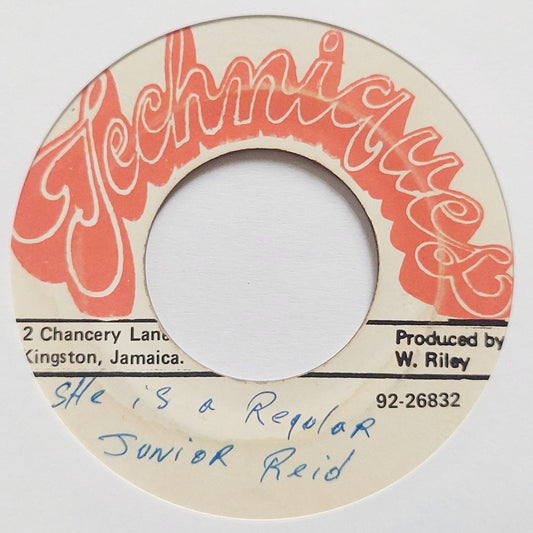 Techniques
2 Chancery Lane
Kingston, Jamaica.
Produced by
W. Riley
92-26832
SHe is a Regular
Junior Reid